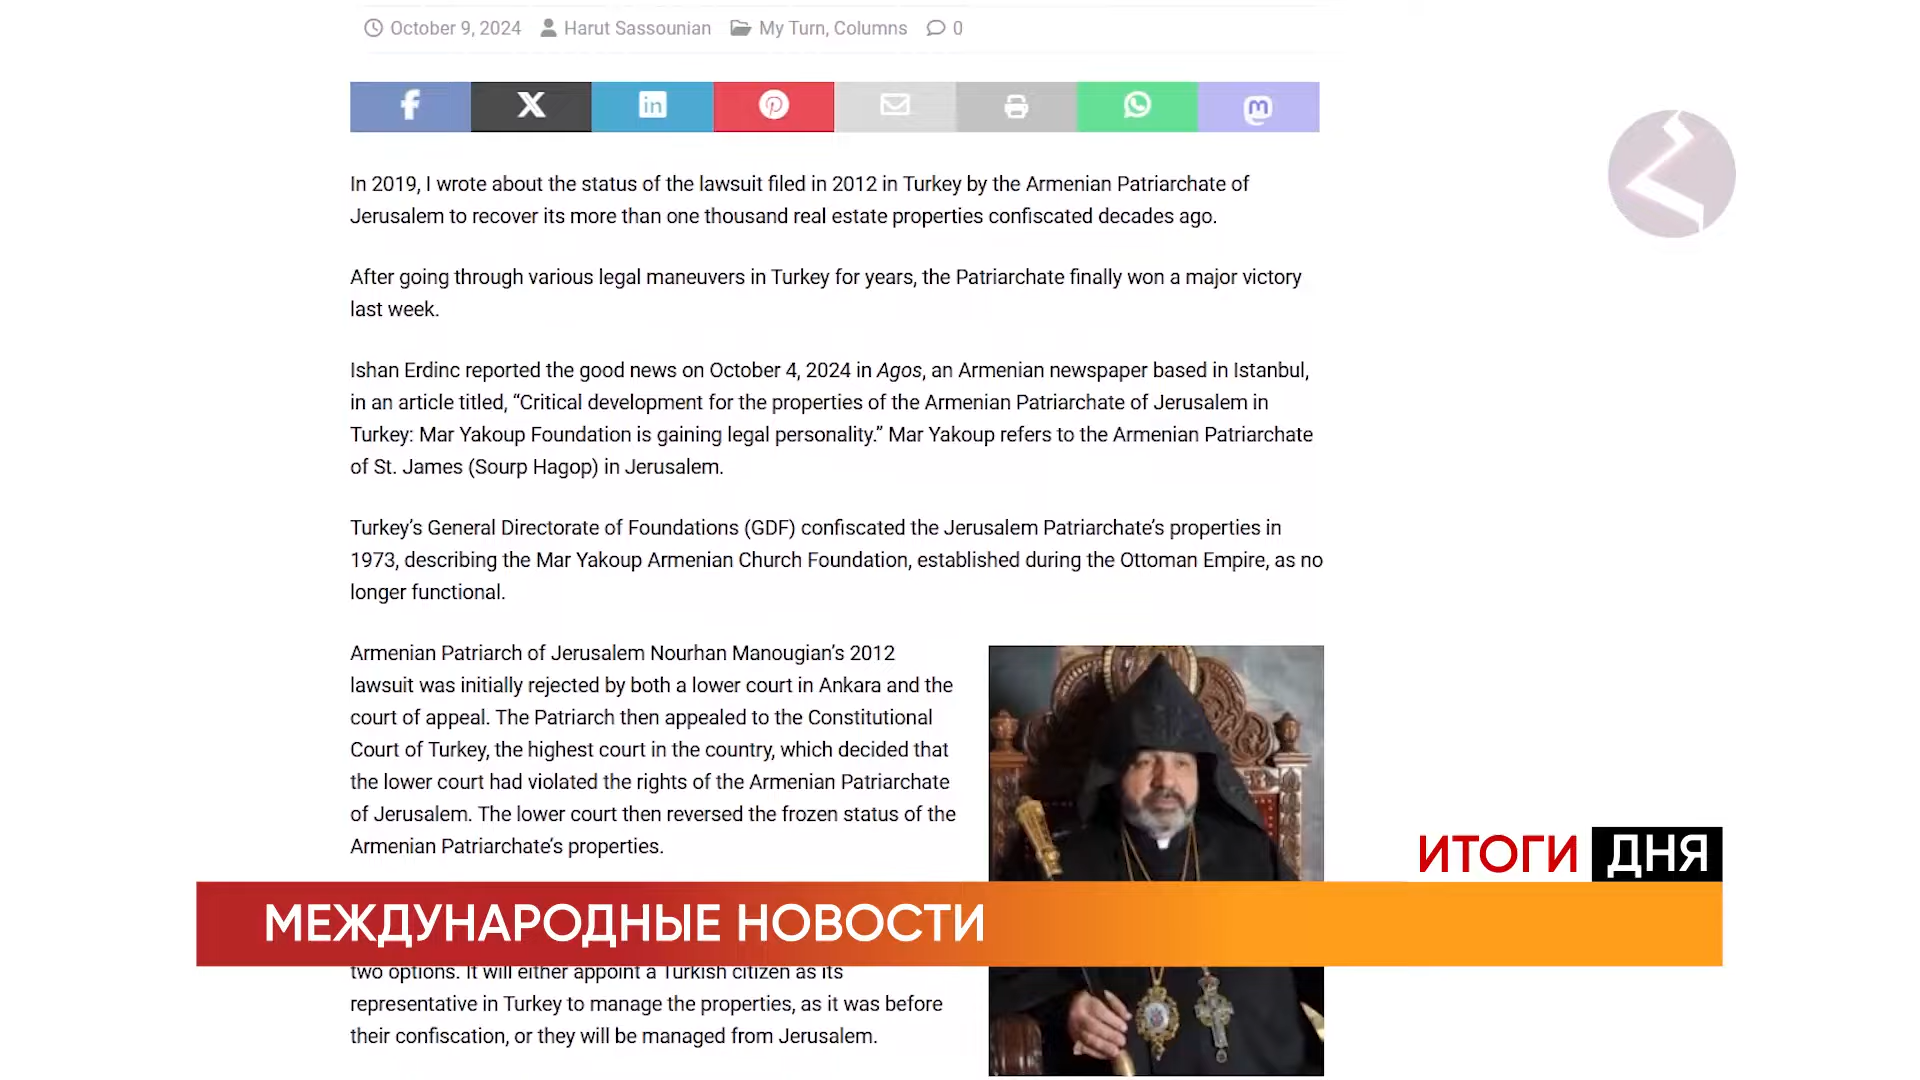 October 9, 2024 Harut Sassounian My Turn, Columns 0
In 2019, I wrote about the status of the lawsuit filed in 2012 in Turkey by the Armenian Patriarchate of
Jerusalem to recover its more than one thousand real estate properties confiscated decades ago.
After going through various legal maneuvers in Turkey for years, the Patriarchate finally won a major victory
last week.
Ishan Erdinc reported the good news on October 4, 2024 in Agos, an Armenian newspaper based in Istanbul,
in an article titled, “Critical development for the properties of the Armenian Patriarchate of Jerusalem in
Turkey: Mar Yakoup Foundation is gaining legal personality.” Mar Yakoup refers to the Armenian Patriarchate
of St. James (Sourp Hagop) in Jerusalem.
Turkey’s General Directorate of Foundations (GDF) confiscated the Jerusalem Patriarchate’s properties in
1973, describing the Mar Yakoup Armenian Church Foundation, established during the Ottoman Empire, as no
longer functional.
Armenian Patriarch of Jerusalem Nourhan Manougian’s 2012
lawsuit was initially rejected by both a lower court in Ankara and the
court of appeal. The Patriarch then appealed to the Constitutional
Court of Turkey, the highest court in the country, which decided that
the lower court had violated the rights of the Armenian Patriarchate
of Jerusalem. The lower court then reversed the frozen status of the
Armenian Patriarchate’s properties.
ИТОГИ ДНЯ
МЕЖДУНАРОДНЫЕ НОВОСТИ
two options. It will either appoint a Turkish citizen as its
representative in Turkey to manage the properties, as it was before
their confiscation, or they will be managed from Jerusalem.